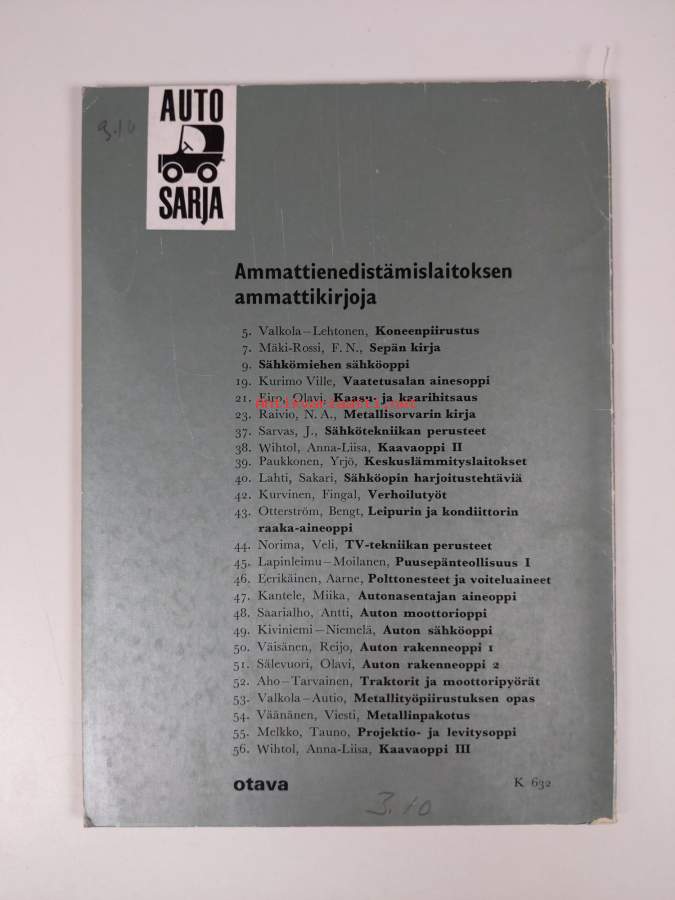 AUTO
SARJA
3.10
Ammattienedistämislaitoksen
ammattikirjoja
5. Valkola–Lehtonen, Koneenpiirustus
7. Mäki-Rossi, F. N., Sepän kirja
9. Sähkömiehen sähköoppi
19. Kurimo Ville, Vaatetusalan ainesoppi
21. Eiro, Olavi, Kaasu- ja kaarihitsaus
23. Raivio, N. A., Metallisorvarin kirja
37. Sarvas, J., Sähkötekniikan perusteet
38. Wihtol, Anna-Liisa, Kaavaoppi II
39. Paukkonen, Yrjö, Keskuslämmityslaitokset
40. Lahti, Sakari, Sähköopin harjoitustehtäviä
42. Kurvinen, Fingal, Verhoilutyöt
43. Otterström, Bengt, Leipurin ja kondiittorin
raaka-aineoppi
44. Norima, Veli, TV-tekniikan perusteet
45. Lapinleimu–Moilanen, Puusepänteollisuus I
46. Eerikäinen, Aarne, Polttonesteet ja voiteluaineet
47. Kantele, Miika, Autonasentajan aineoppi
48. Saarialho, Antti, Auton moottorioppi
49. Kiviniemi–Niemelä, Auton sähköoppi
50. Väisänen, Reijo, Auton rakenneoppi 1
51. Sälevuori, Olavi, Auton rakenneoppi 2
52. Aho–Tarvainen, Traktorit ja moottoripyörät
53. Valkola–Autio, Metallityöpiirustuksen opas
54. Väänänen, Viesti, Metallinpakotus
55. Melkko, Tauno, Projektio- ja levitysoppi
56. Wihtol, Anna-Liisa, Kaavaoppi III
otava K 632
3.10